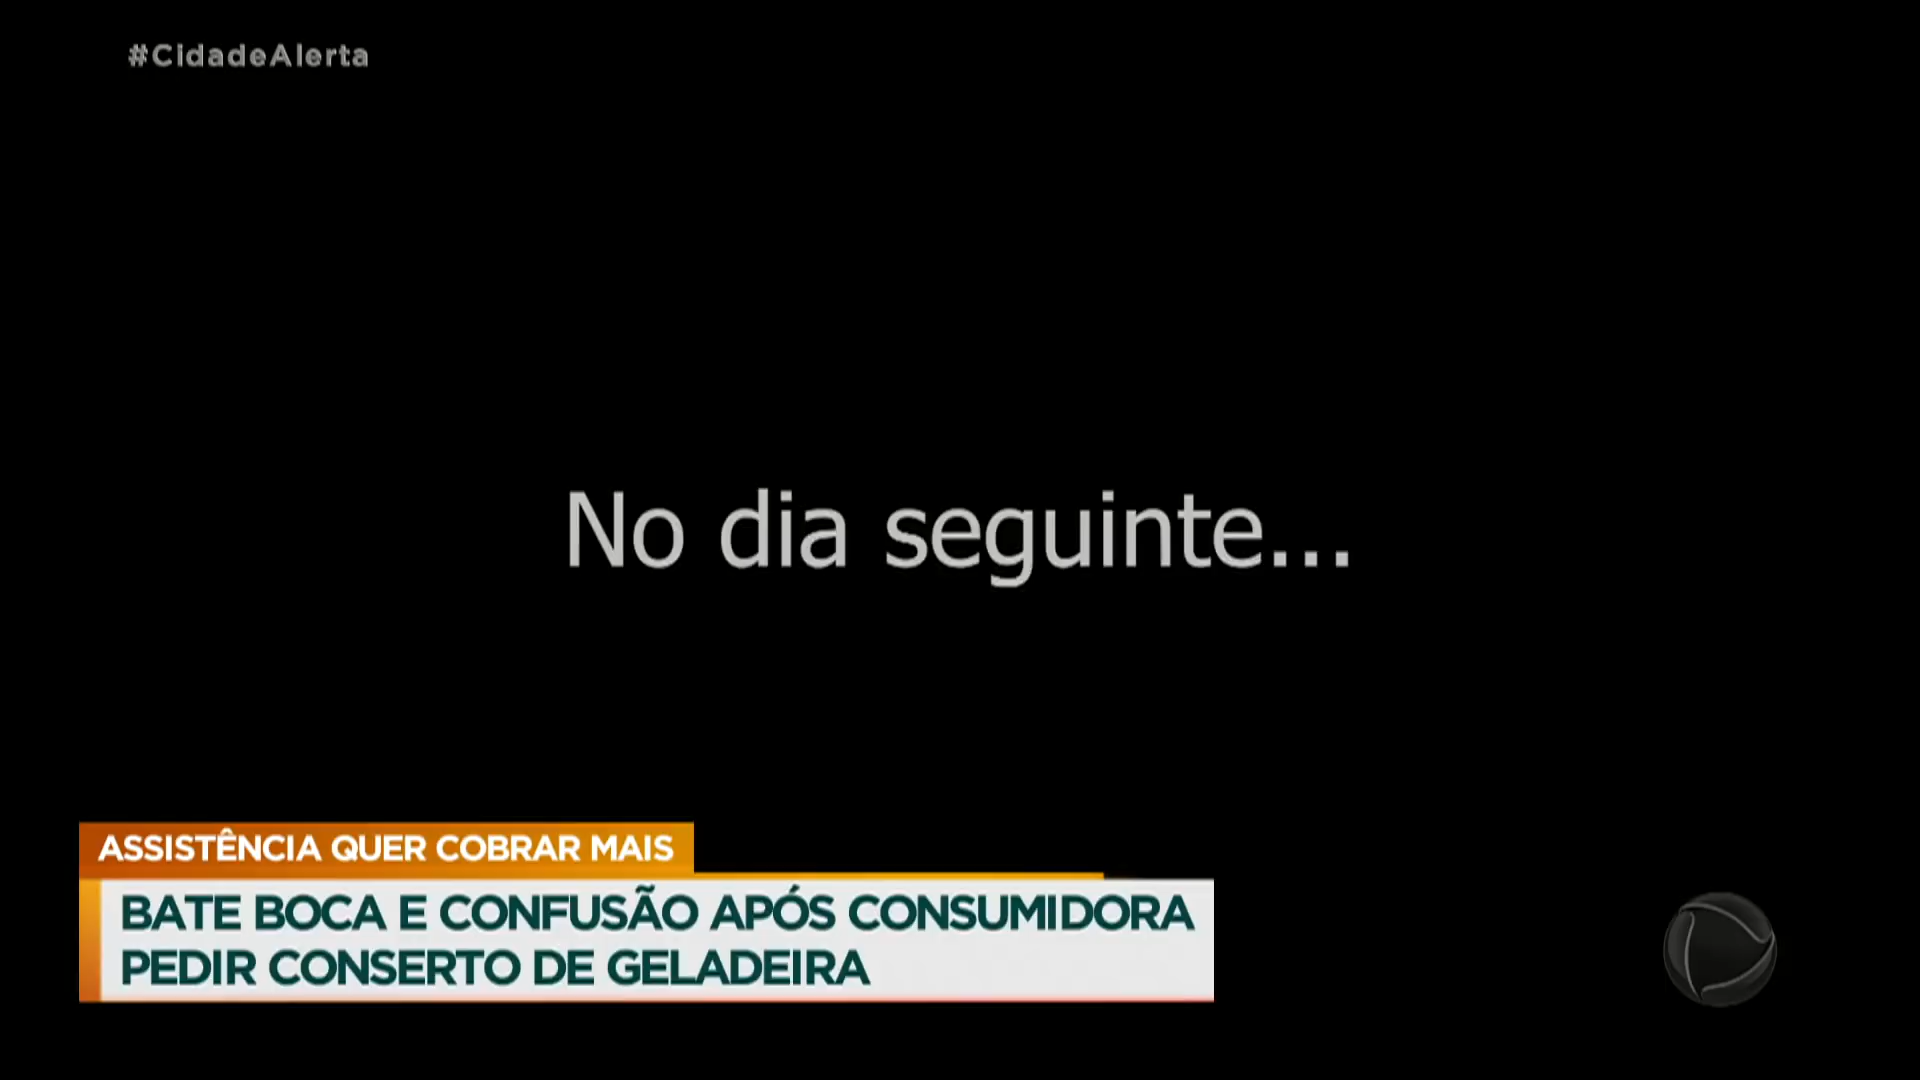 #CidadeAlerta
No dia seguinte...
ASSISTÊNCIA QUER COBRAR MAIS
BATE BOCA E CONFUSÃO APÓS CONSUMIDORA
PEDIR CONSERTO DE GELADEIRA